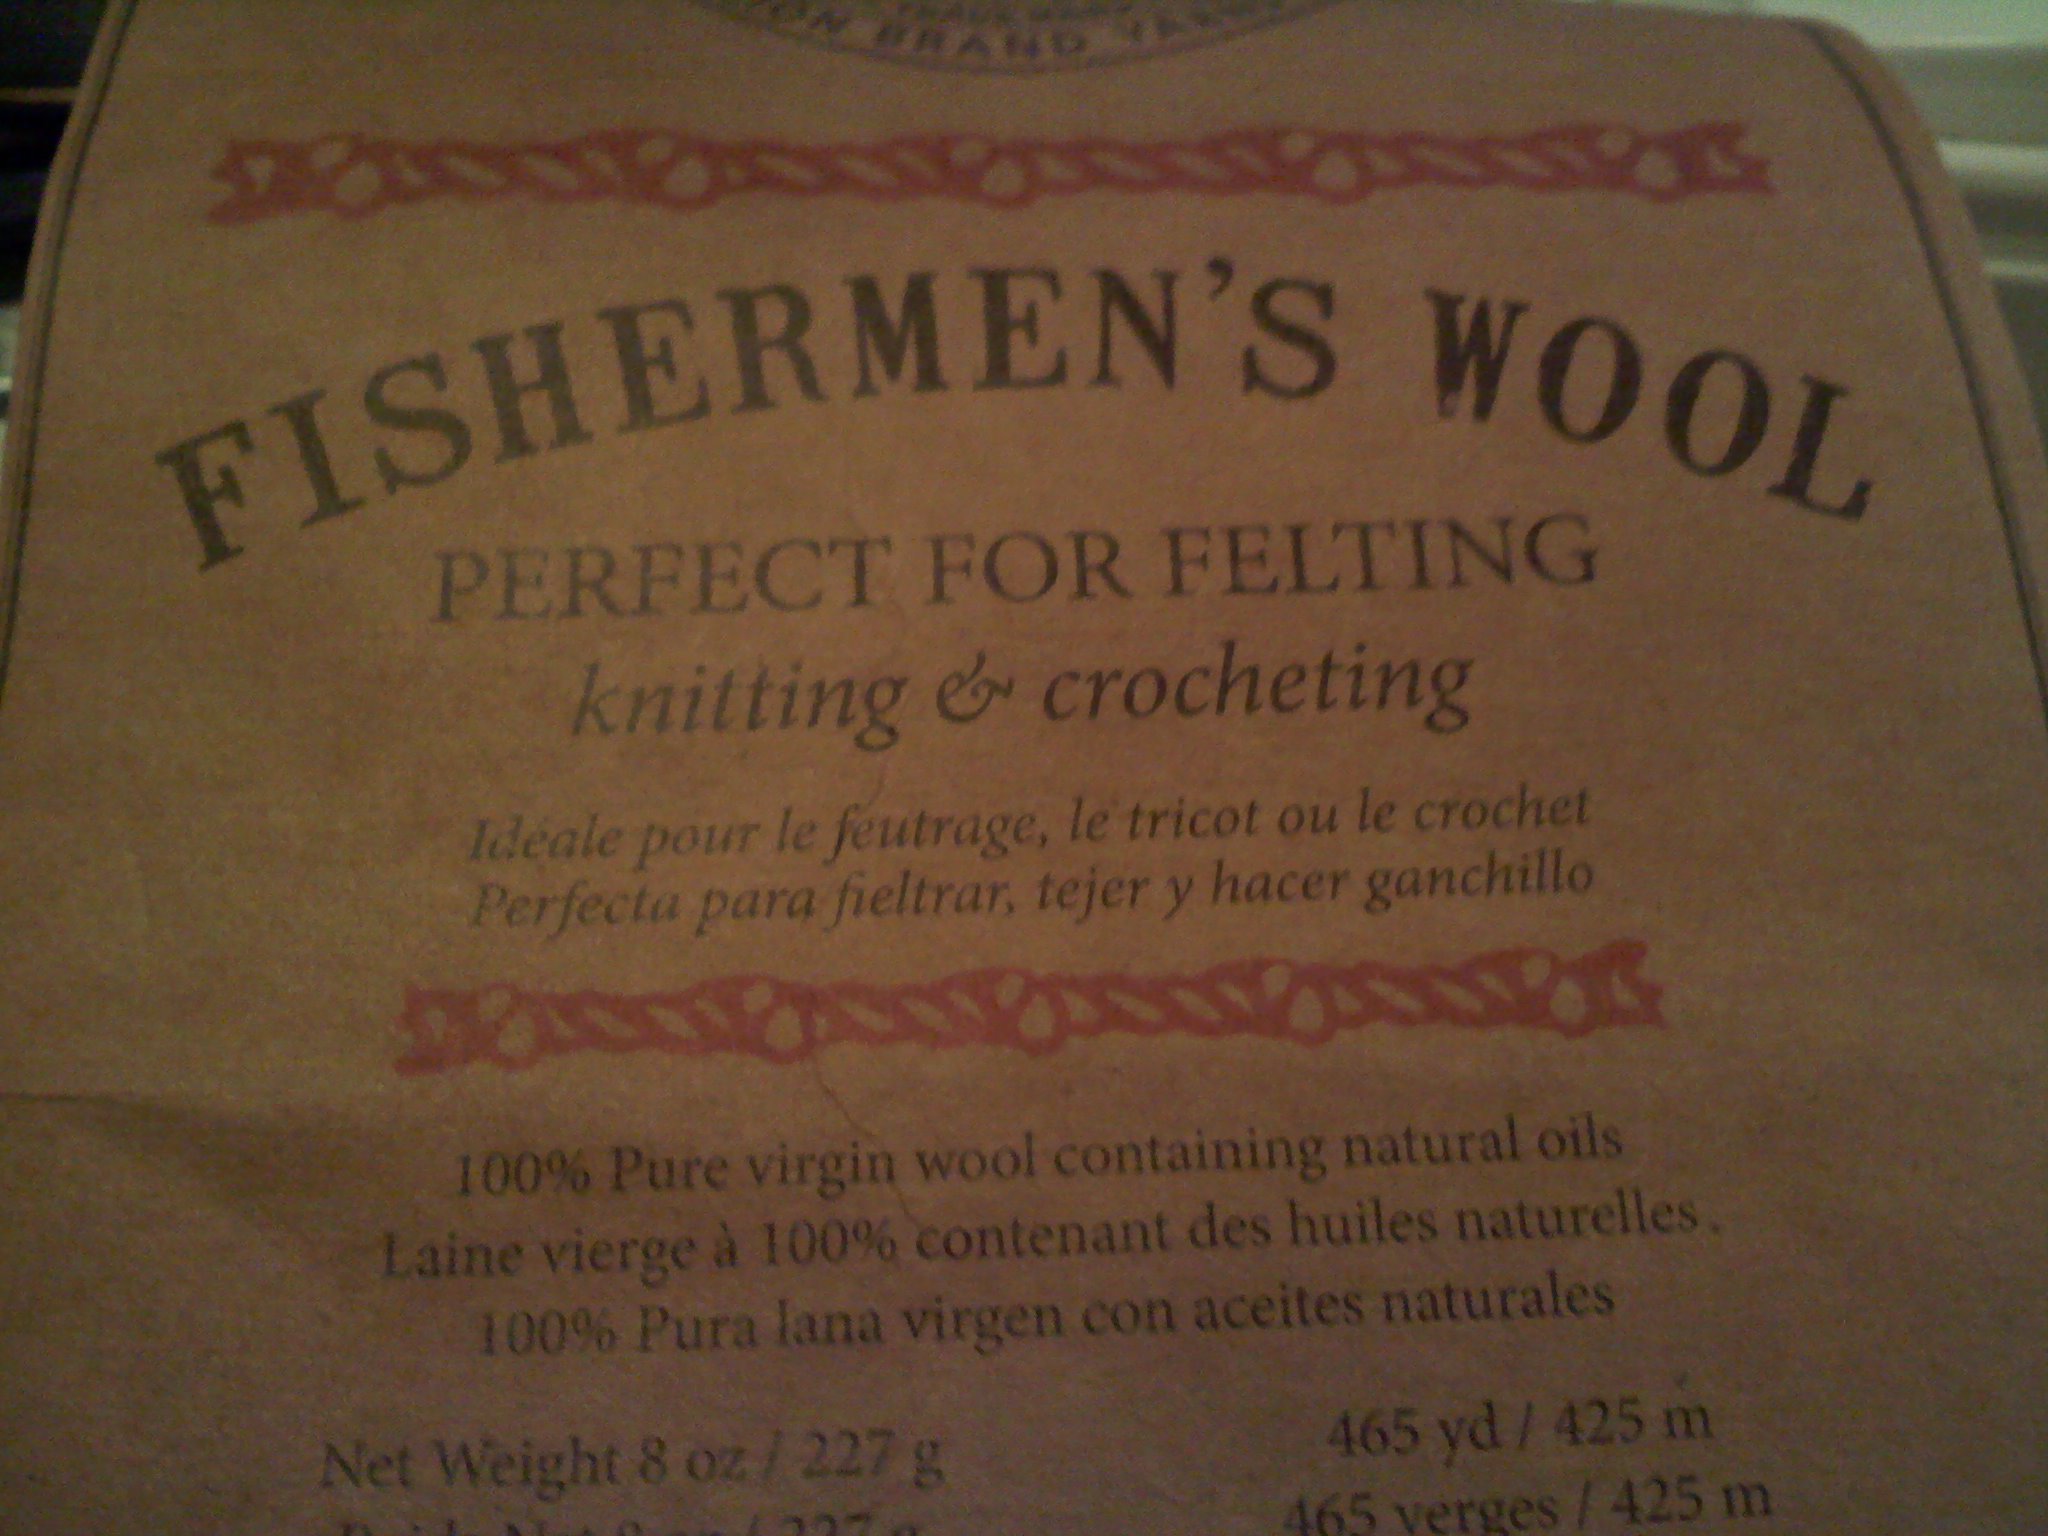 BRAND
FISHERMEN'S WOOL
PERFECT FOR FELTING
knitting & crocheting
Idéale pour le feutrage, le tricot ou le crochet
Perfecta para fieltrar, tejer y hacer ganchillo
100% Pure virgin wool containing natural oils
Laine vierge à 100% contenant des huiles naturelles.
100% Pura lana virgen con aceites naturales
Net Weight 8 oz / 227 g
465 yd / 425 m
465 verges / 425 m